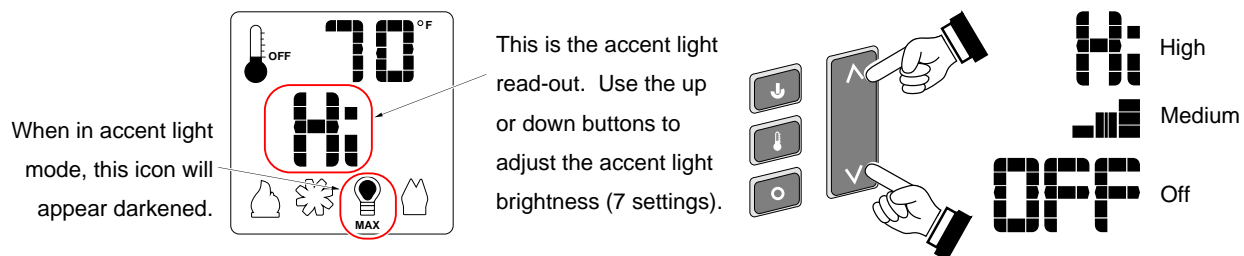 When in accent light
mode, this icon will
appear darkened.
OFF
70°F
Hi
MAX
This is the accent light
read-out. Use the up
or down buttons to
adjust the accent light
brightness (7 settings).
Hi High
Medium
OFF Off